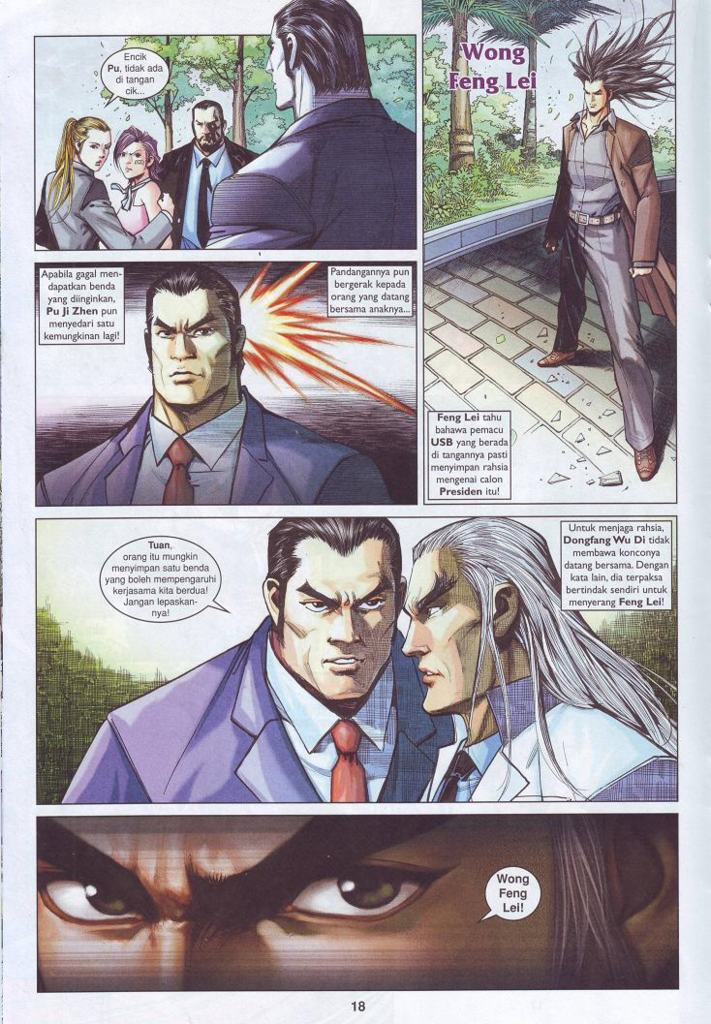 Encik
Pu, tidak ada
di tangan
cik...
Wong
Feng Lei
Apabila gagal men-
dapatkan benda
yang diinginkan,
Pu Ji Zhen pun
menyedari satu
kemungkinan lagi!
Pandangannya pun
bergerak kepada
orang yang datang
bersama anaknya...
Feng Lei tahu
bahawa pemacu
USB yang berada
di tangannya pasti
menyimpan rahsia
mengenai calon
Presiden itu!
Tuan,
orang itu mungkin
menyimpan satu benda
yang boleh mempengaruhi
kerjasama kita berdua!
Jangan lepaskan-
nya!
Untuk menjaga rahsia,
Dongfang Wu Di tidak
membawa konconya
datang bersama. Dengan
kata lain, dia terpaksa
bertindak sendiri untuk
menyerang Feng Lei!
Wong
Feng
Lei!
18